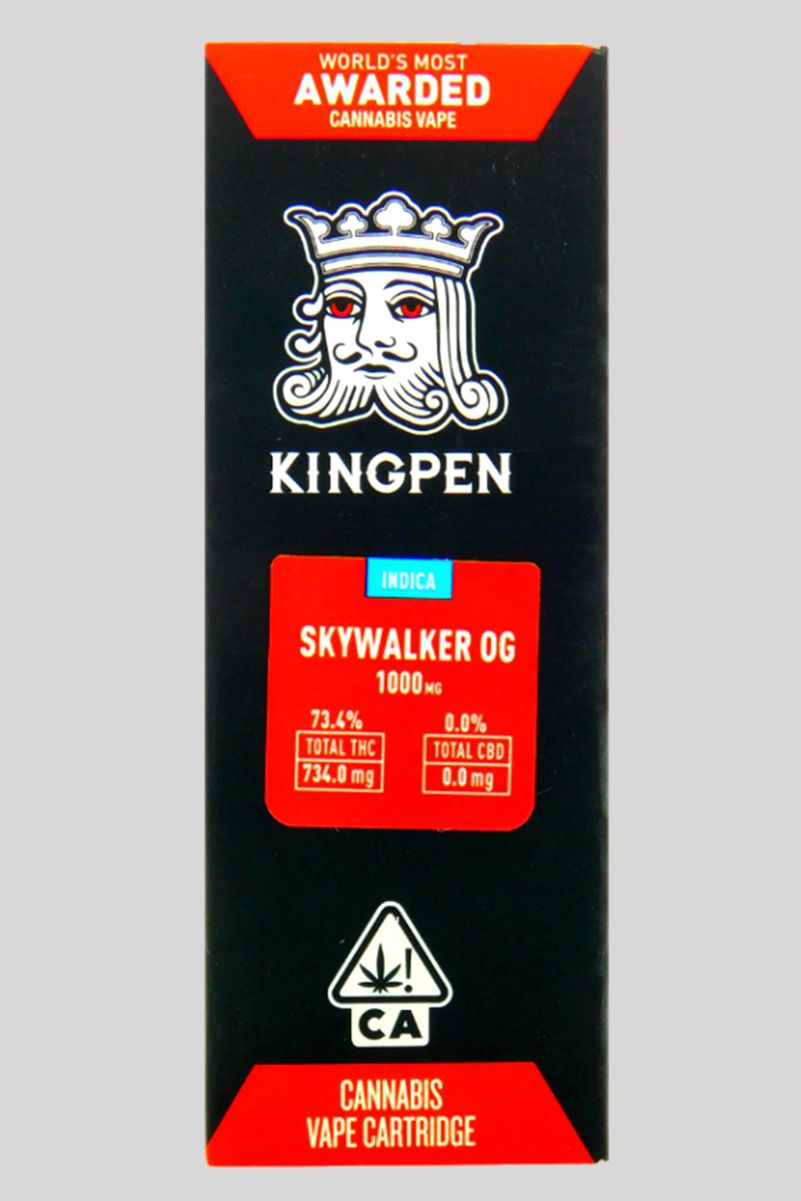 WORLD'S MOST
AWARDED
CANNABIS VAPE
KINGPEN
INDICA
SKYWALKER OG
1000MG
73.4% 0.0%
TOTAL THC TOTAL CBD
734.0 mg 0.0 mg
CA
CANNABIS
VAPE CARTRIDGE